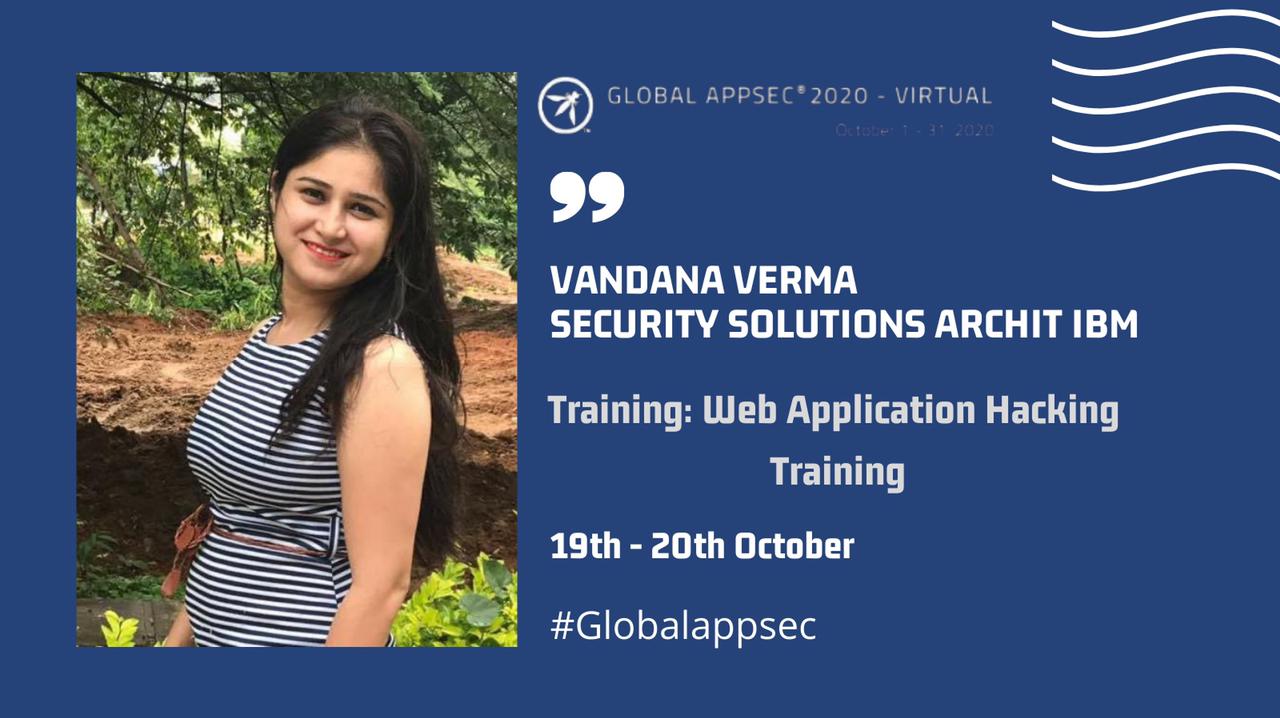 GLOBAL APPSEC® 2020 - VIRTUAL
October 1 - 31 2020
VANDANA VERMA
SECURITY SOLUTIONS ARCHIT IBM
Training: Web Application Hacking
Training
19th - 20th October
#Globalappsec